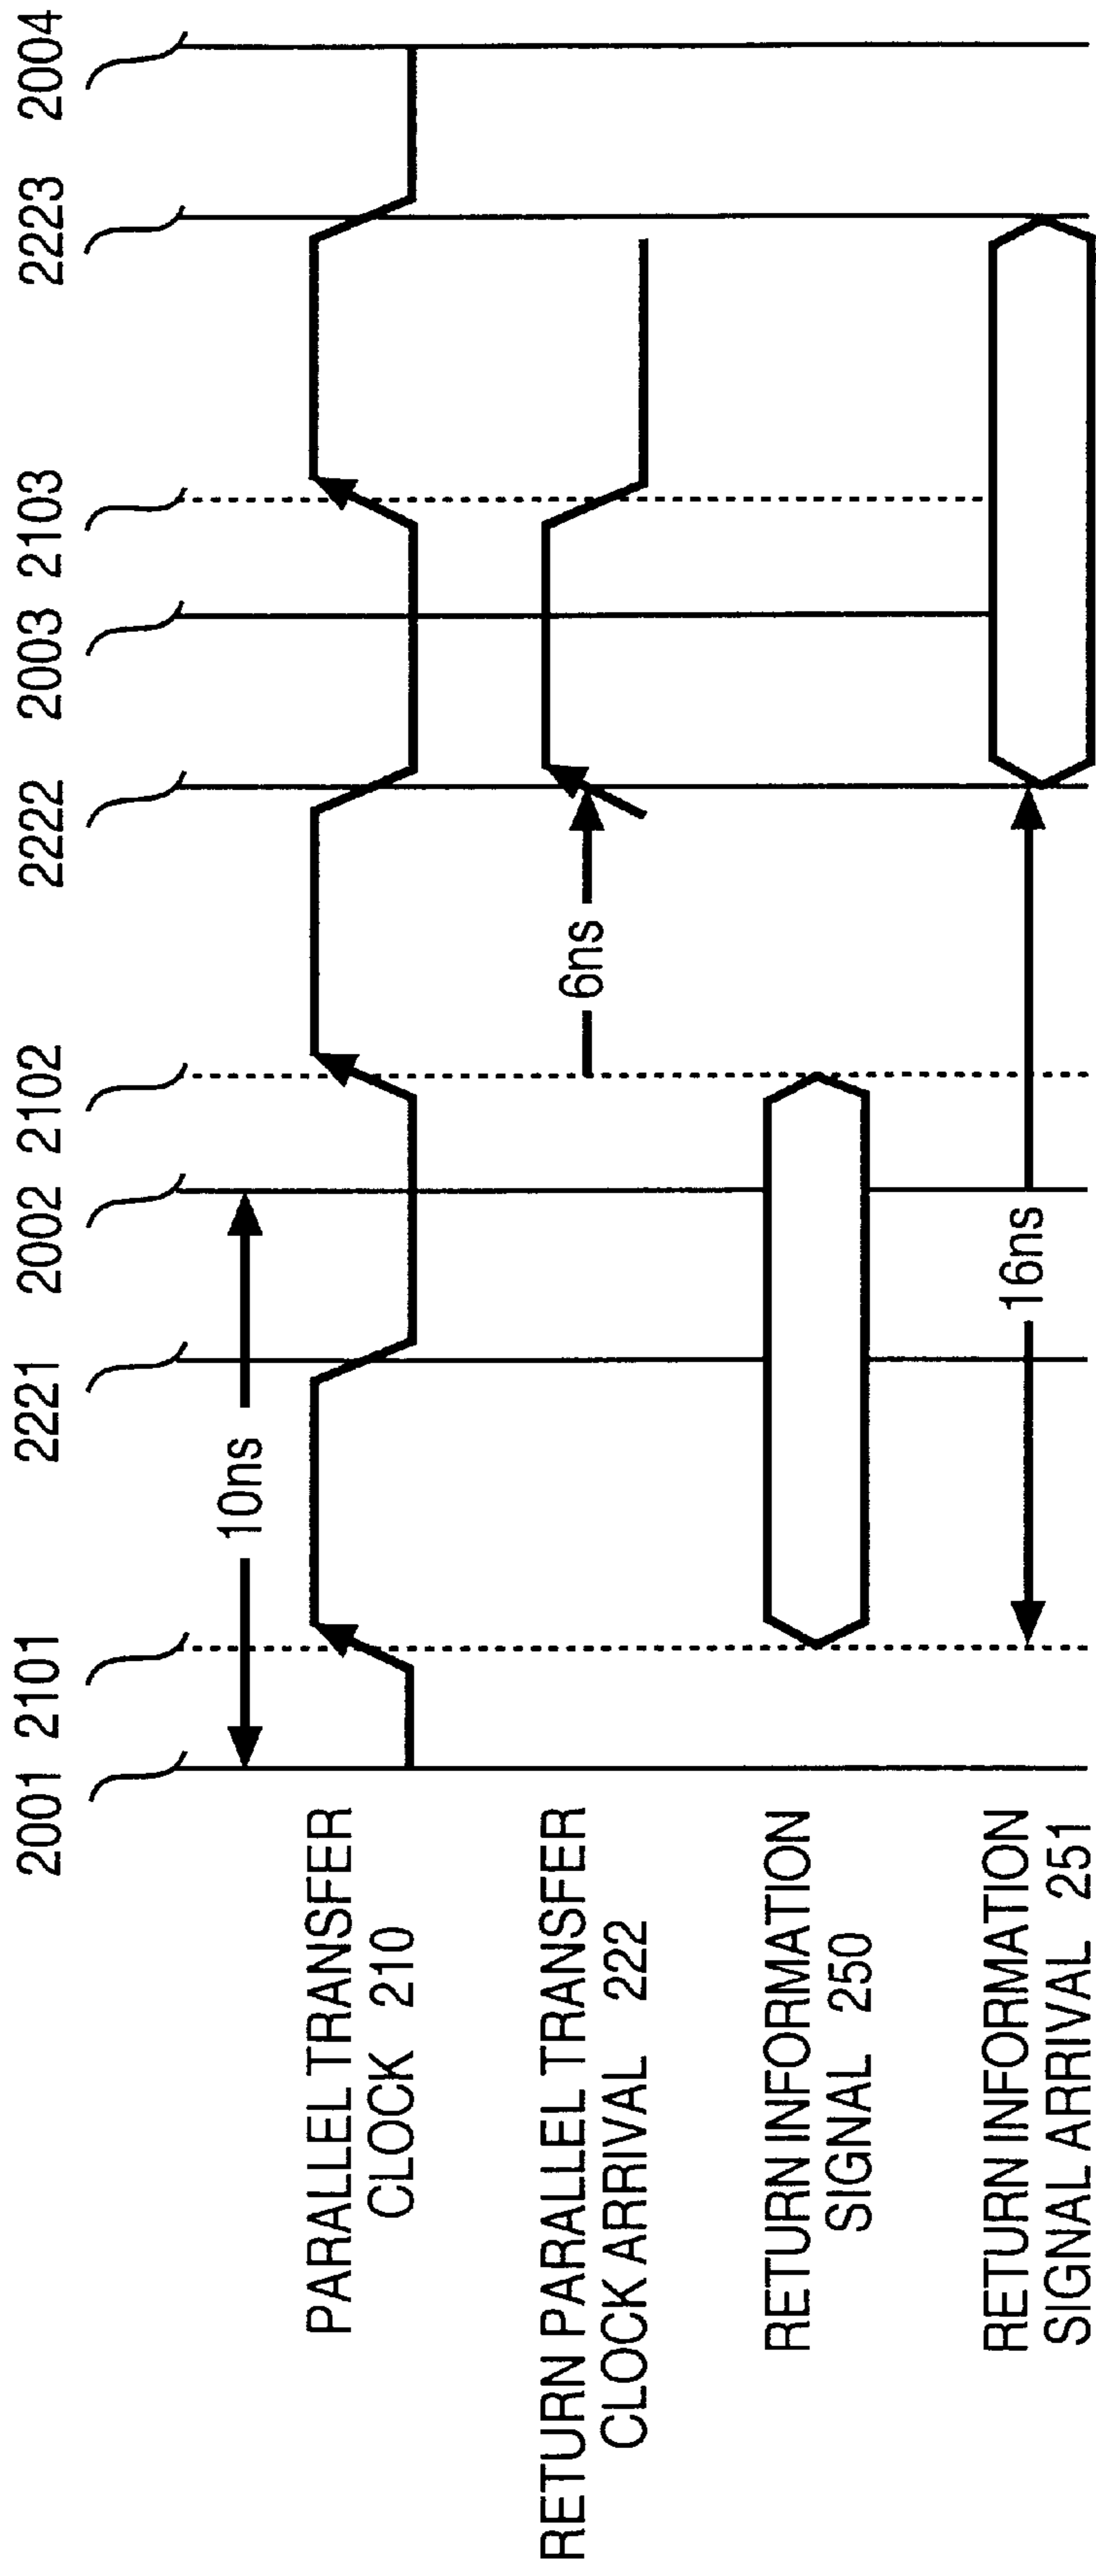 2001 2101 2221 2002 2102 2222 2003 2103 2223 2004
10ns
PARALLEL TRANSFER
CLOCK 210
6ns
RETURN PARALLEL TRANSFER
CLOCK ARRIVAL 222
RETURN INFORMATION
SIGNAL 250
16ns
RETURN INFORMATION
SIGNAL ARRIVAL 251